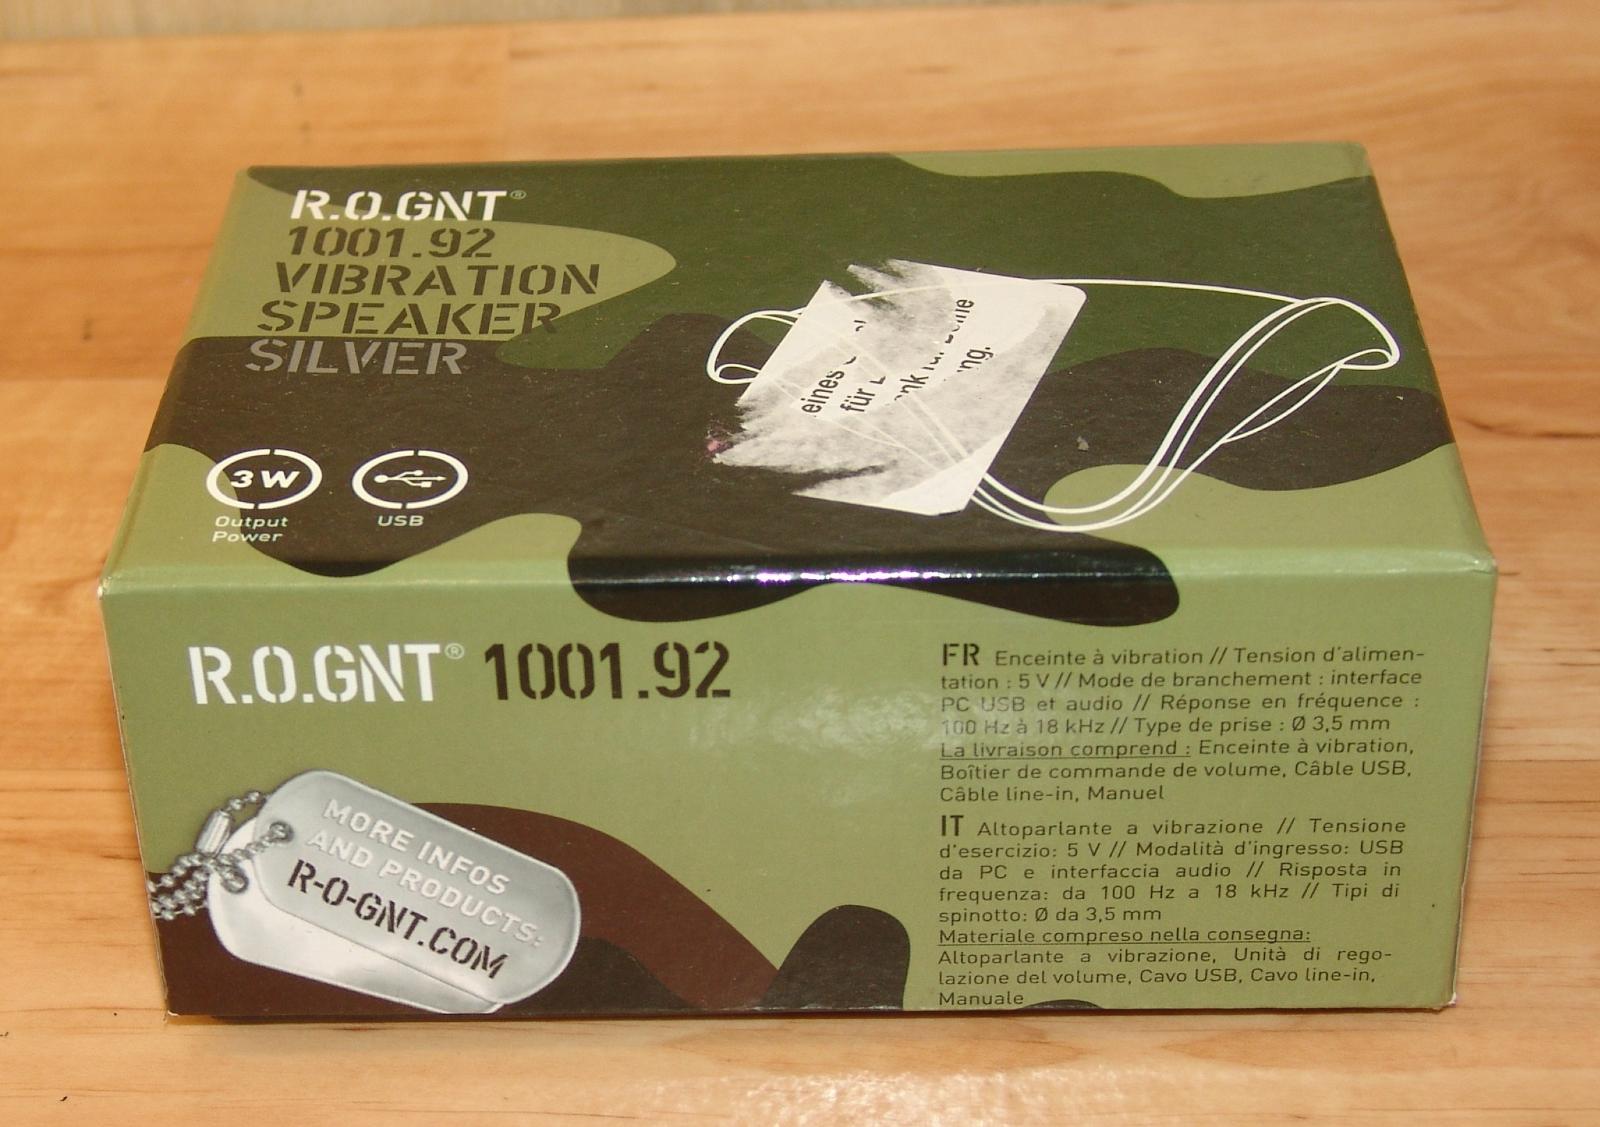 R.O.GNT®
1001.92
VIBRATION
SPEAKER
SILVER
eines
für
ng.
3 W
Output
Power
USB
R.O.GNT® 1001.92
MORE INFOS
AND PRODUCTS:
R-O-GNT.COM
FR Enceinte à vibration // Tension d'alimen-
tation : 5 V // Mode de branchement : interface
PC USB et audio // Réponse en fréquence :
100 Hz à 18 kHz // Type de prise : Ø 3,5 mm
La livraison comprend : Enceinte à vibration,
Boîtier de commande de volume, Câble USB,
Câble line-in, Manuel
IT Altoparlante a vibrazione // Tensione
d'esercizio: 5 V // Modalità d'ingresso: USB
da PC e interfaccia audio // Risposta in
frequenza: da 100 Hz a 18 kHz // Tipi di
spinotto: Ø da 3,5 mm
Materiale compreso nella consegna:
Altoparlante a vibrazione, Unità di rego-
lazione del volume, Cavo USB, Cavo line-in,
Manuale